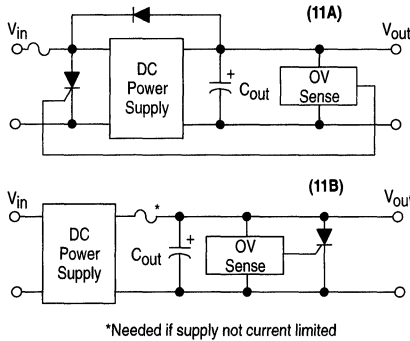 (11A)
Vin
Vout
DC
Power
Supply
+
Cout
OV
Sense
(11B)
Vin
Vout
*
DC
Power
Supply
+
Cout
OV
Sense
*Needed if supply not current limited